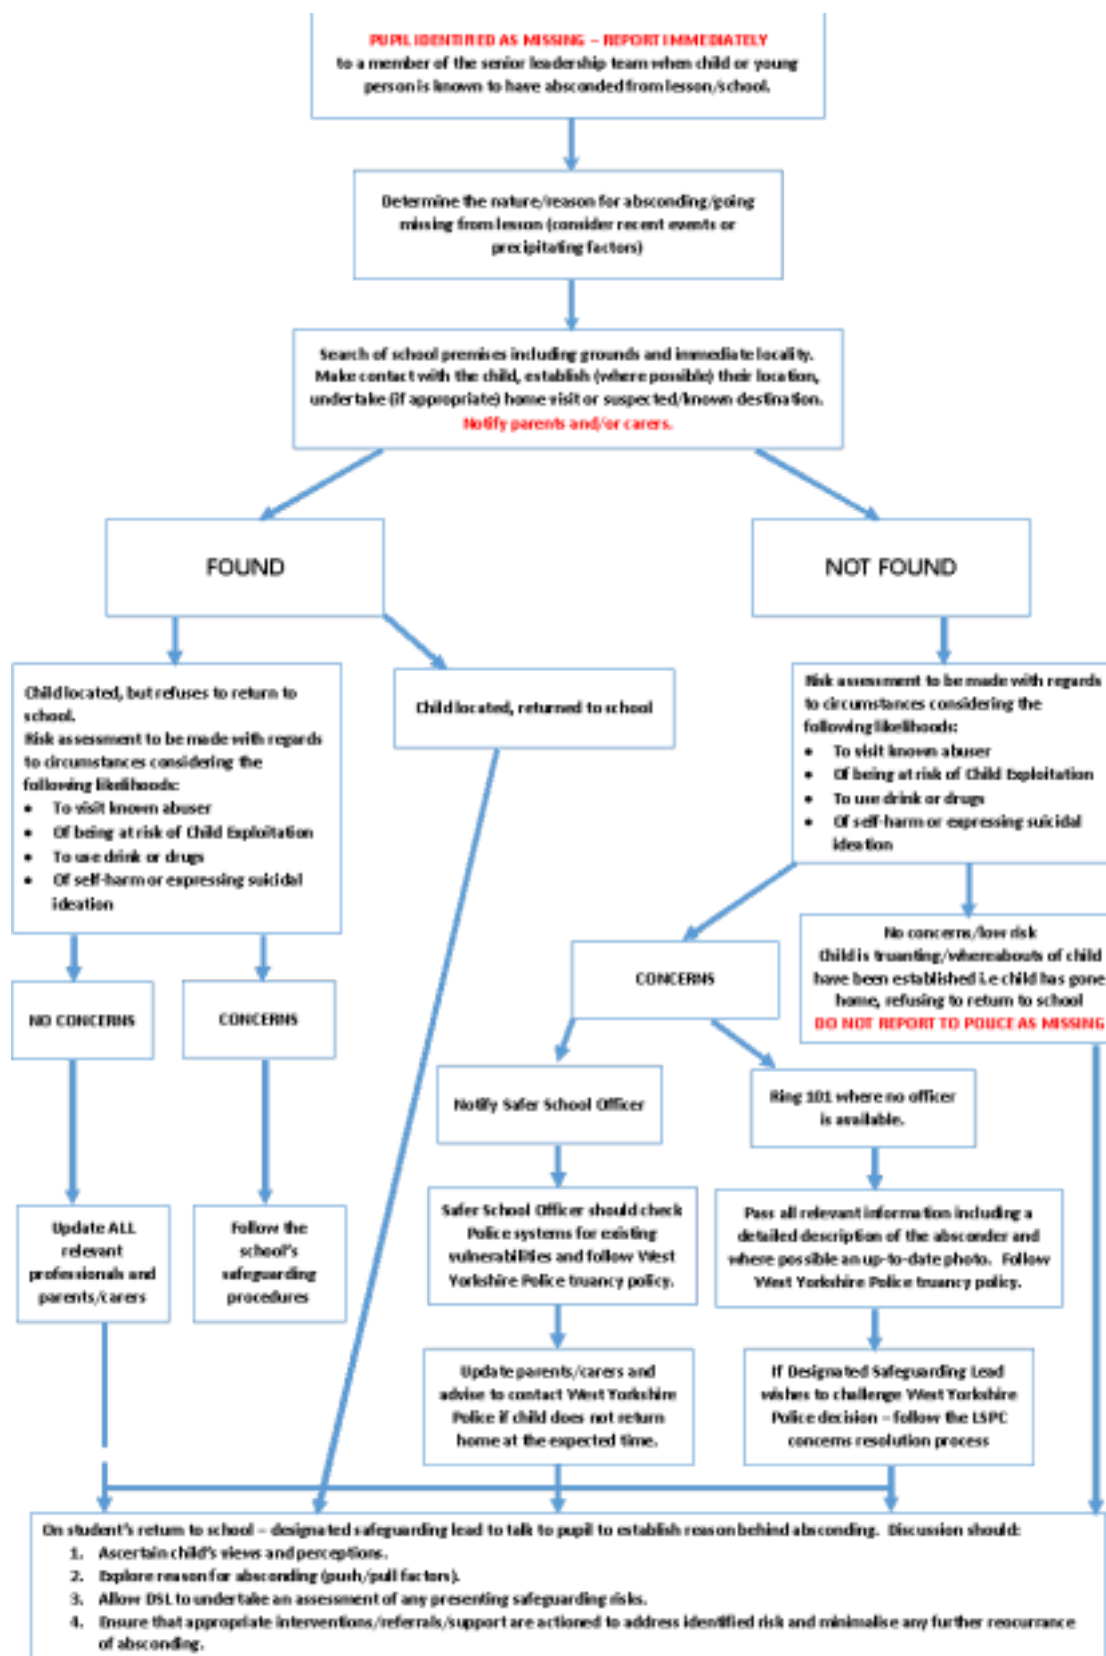 PUPIL IDENTIFIED AS MISSING – REPORT IMMEDIATELY
to a member of the senior leadership team when child or young
person is known to have absconded from lesson/school.
Determine the nature/reason for absconding/going
missing from lesson (consider recent events or
precipitating factors)
Search of school premises including grounds and immediate locality.
Make contact with the child, establish (where possible) their location,
undertake (if appropriate) home visit or suspected/known destination.
Notify parents and/or carers.
FOUND
NOT FOUND
Child located, but refuses to return to
school.
Risk assessment to be made with regards
to circumstances considering the
following likelihoods:
• To visit known abuser
• Of being at risk of Child Exploitation
• To use drink or drugs
• Of self-harm or expressing suicidal
ideation
Child located, returned to school
Risk assessment to be made with regards
to circumstances considering the
following likelihoods:
• To visit known abuser
• Of being at risk of Child Exploitation
• To use drink or drugs
• Of self-harm or expressing suicidal
ideation
NO CONCERNS
CONCERNS
CONCERNS
No concerns/low risk
Child is truanting/whereabouts of child
have been established i.e child has gone
home, refusing to return to school
DO NOT REPORT TO POLICE AS MISSING
Notify Safer School Officer
Ring 101 where no officer
is available.
Update ALL
relevant
professionals and
parents/carers
Follow the
school's
safeguarding
procedures
Safer School Officer should check
Police systems for existing
vulnerabilities and follow West
Yorkshire Police truancy policy.
Pass all relevant information including a
detailed description of the absconder and
where possible an up-to-date photo. Follow
West Yorkshire Police truancy policy.
Update parents/carers and
advise to contact West Yorkshire
Police if child does not return
home at the expected time.
If Designated Safeguarding Lead
wishes to challenge West Yorkshire
Police decision – follow the LSPC
concerns resolution process
On student's return to school – designated safeguarding lead to talk to pupil to establish reason behind absconding. Discussion should:
1. Ascertain child's views and perceptions.
2. Explore reason for absconding (push/pull factors).
3. Allow DSL to undertake an assessment of any presenting safeguarding risks.
4. Ensure that appropriate interventions/referrals/support are actioned to address identified risk and minimalise any further reocurrance
of absconding.